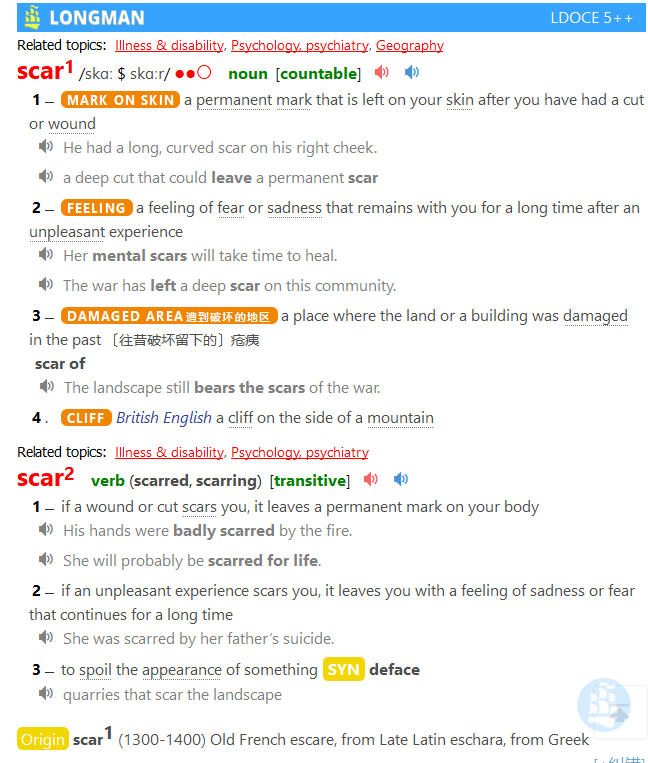 LONGMAN LDOCE 5++
Related topics: Illness & disability, Psychology, psychiatry, Geography
scar1 /skɑː $ skɑːr/ ●●○ noun [countable]
1 – MARK ON SKIN a permanent mark that is left on your skin after you have had a cut
or wound
He had a long, curved scar on his right cheek.
a deep cut that could leave a permanent scar
2 – FEELING a feeling of fear or sadness that remains with you for a long time after an
unpleasant experience
Her mental scars will take time to heal.
The war has left a deep scar on this community.
3 – DAMAGED AREA 遭到破坏的地区 a place where the land or a building was damaged
in the past 〔往昔破坏留下的〕疮痍
scar of
The landscape still bears the scars of the war.
4 . CLIFF British English a cliff on the side of a mountain
Related topics: Illness & disability, Psychology, psychiatry
scar2 verb (scarred, scarring) [transitive]
1 – if a wound or cut scars you, it leaves a permanent mark on your body
His hands were badly scarred by the fire.
She will probably be scarred for life.
2 – if an unpleasant experience scars you, it leaves you with a feeling of sadness or fear
that continues for a long time
She was scarred by her father's suicide.
3 – to spoil the appearance of something SYN deface
quarries that scar the landscape
Origin scar1 (1300-1400) Old French escare, from Late Latin eschara, from Greek